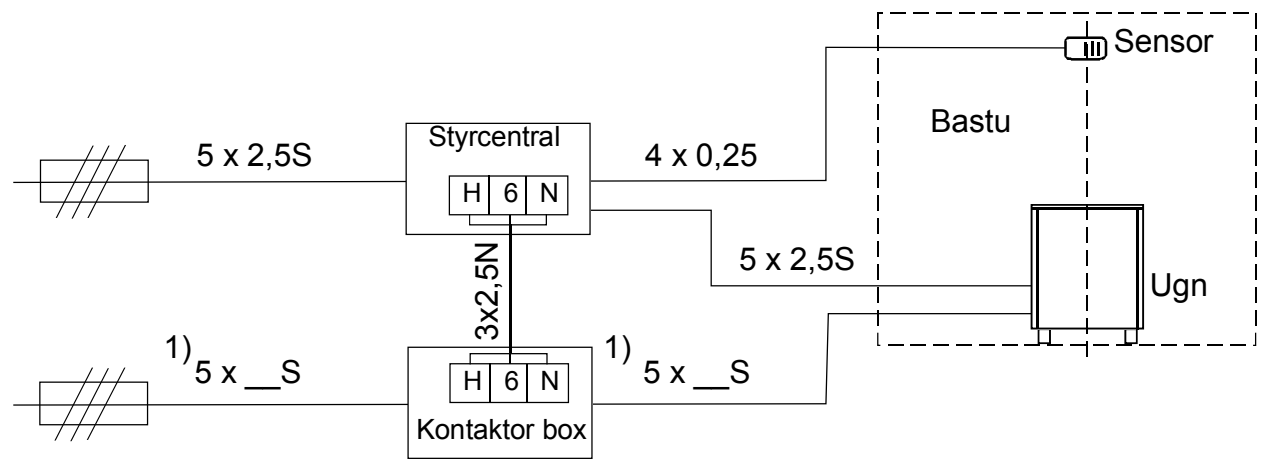 Sensor
Bastu
Styrcentral
5 x 2,5S
4 x 0,25
H 6 N
5 x 2,5S
3x2,5N
Ugn
1)
5 x __S
1)
5 x __S
H 6 N
Kontaktor box